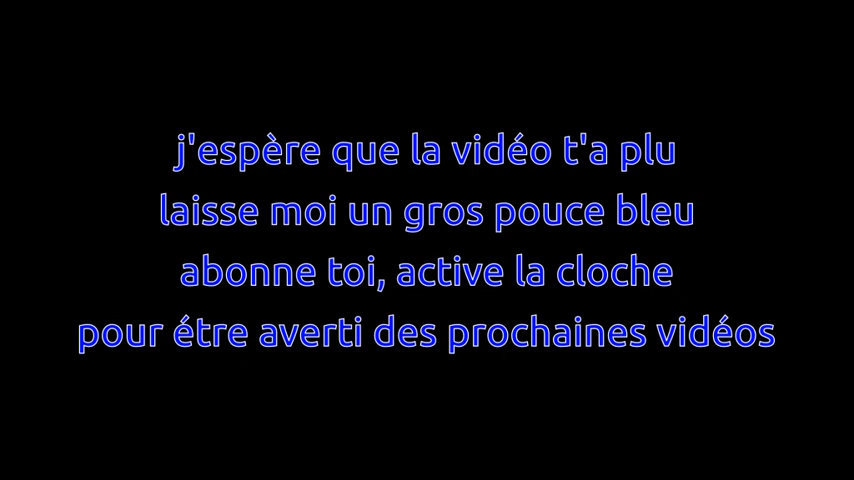 j'espère que la vidéo t'a plu
laisse moi un gros pouce bleu
abonne toi, active la cloche
pour étre averti des prochaines vidéos